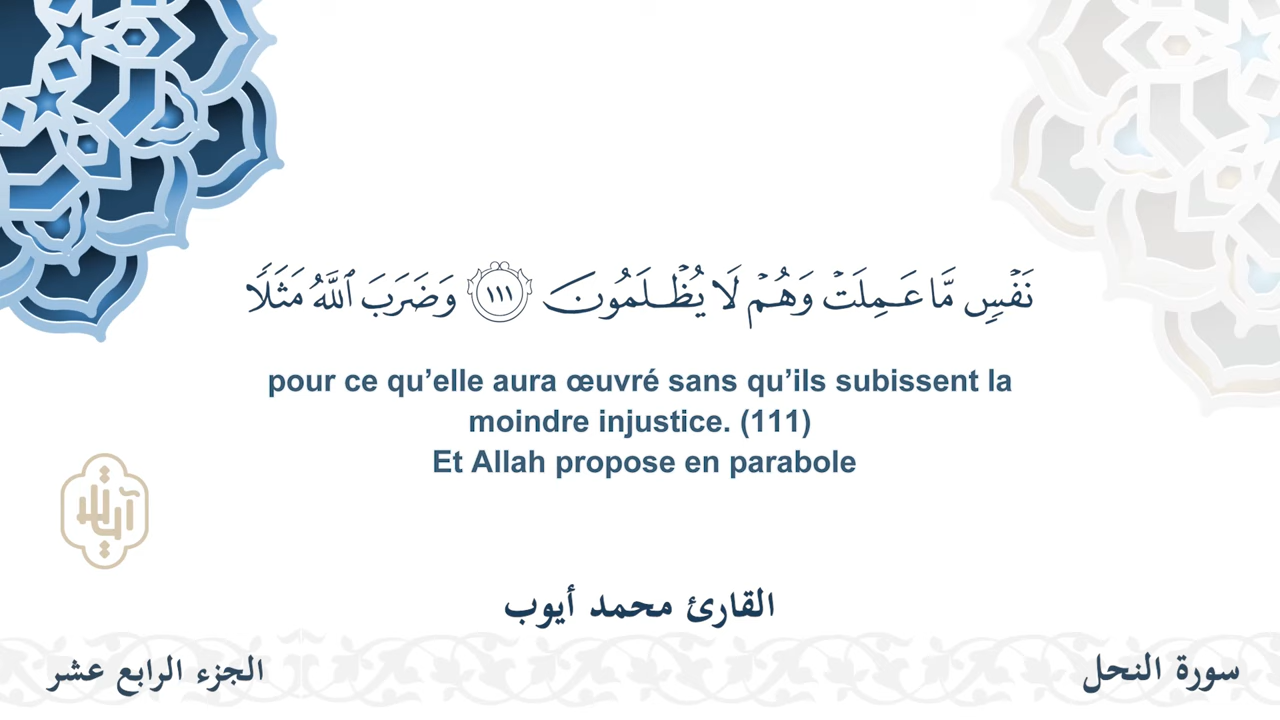 نَفْسٍ مَّا عَمِلَتْ وَهُمْ لَا يُظْلَمُونَ ١١١ وَضَرَبَ ٱللَّهُ مَثَلًا
pour ce qu’elle aura œuvré sans qu’ils subissent la
moindre injustice. (111)
Et Allah propose en parabole
آيات
القارئ محمد أيوب
سورة النحل
الجزء الرابع عشر